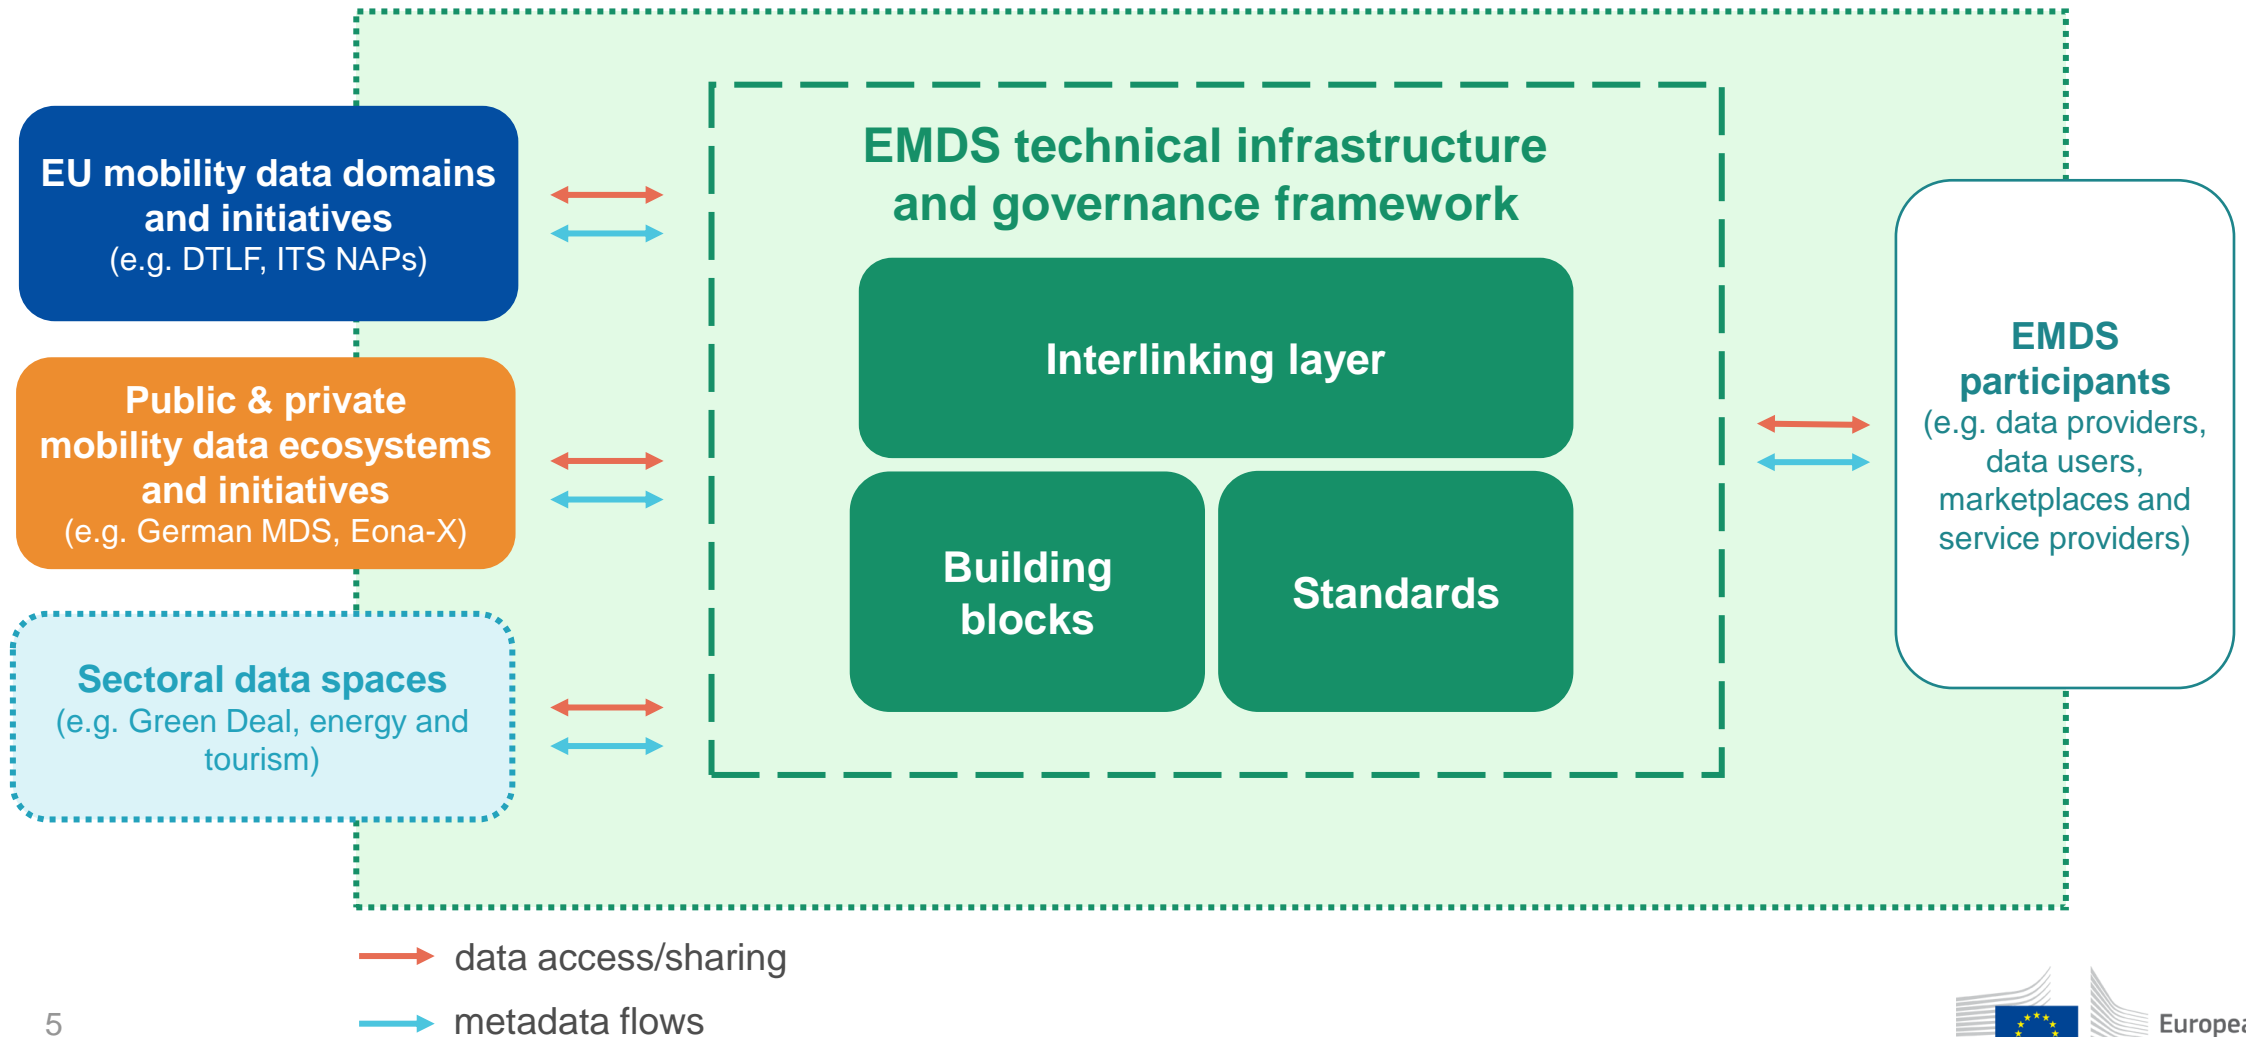 EU mobility data domains
and initiatives
(e.g. DTLF, ITS NAPs)
Public & private
mobility data ecosystems
and initiatives
(e.g. German MDS, Eona-X)
Sectoral data spaces
(e.g. Green Deal, energy and
tourism)
EMDS technical infrastructure
and governance framework
Interlinking layer
Building
blocks
Standards
EMDS
participants
(e.g. data providers,
data users,
marketplaces and
service providers)
data access/sharing
metadata flows
5